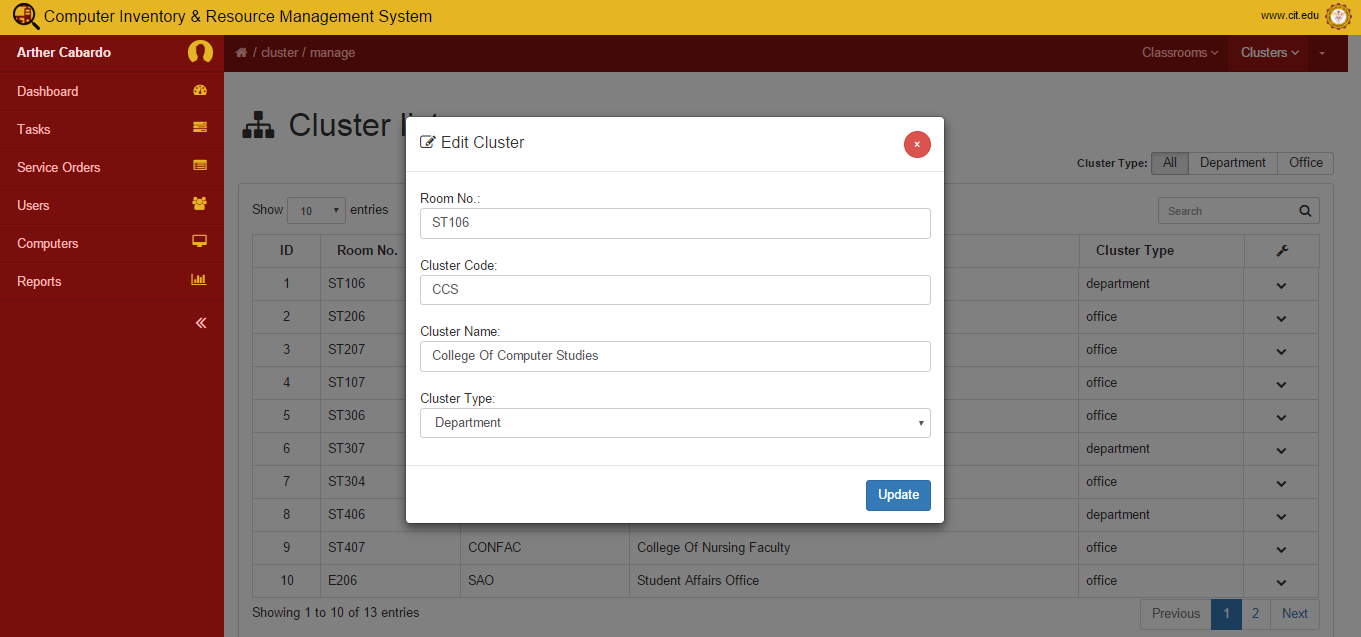 Computer Inventory & Resource Management System
www.cit.edu
Arther Cabardo
/ cluster / manage
Classrooms
Clusters
Dashboard
Tasks
Service Orders
Users
Computers
Reports
Cluster
Cluster Type: All Department Office
Show 10 entries
Search
ID Room No. Cluster Type
1 ST106 department
2 ST206 office
3 ST207 office
4 ST107 office
5 ST306 office
6 ST307 department
7 ST304 office
8 ST406 department
9 ST407 CONFAC College Of Nursing Faculty office
10 E206 SAO Student Affairs Office office
Showing 1 to 10 of 13 entries
Previous 1 2 Next
Edit Cluster
×
Room No.:
ST106
Cluster Code:
CCS
Cluster Name:
College Of Computer Studies
Cluster Type:
Department
Update